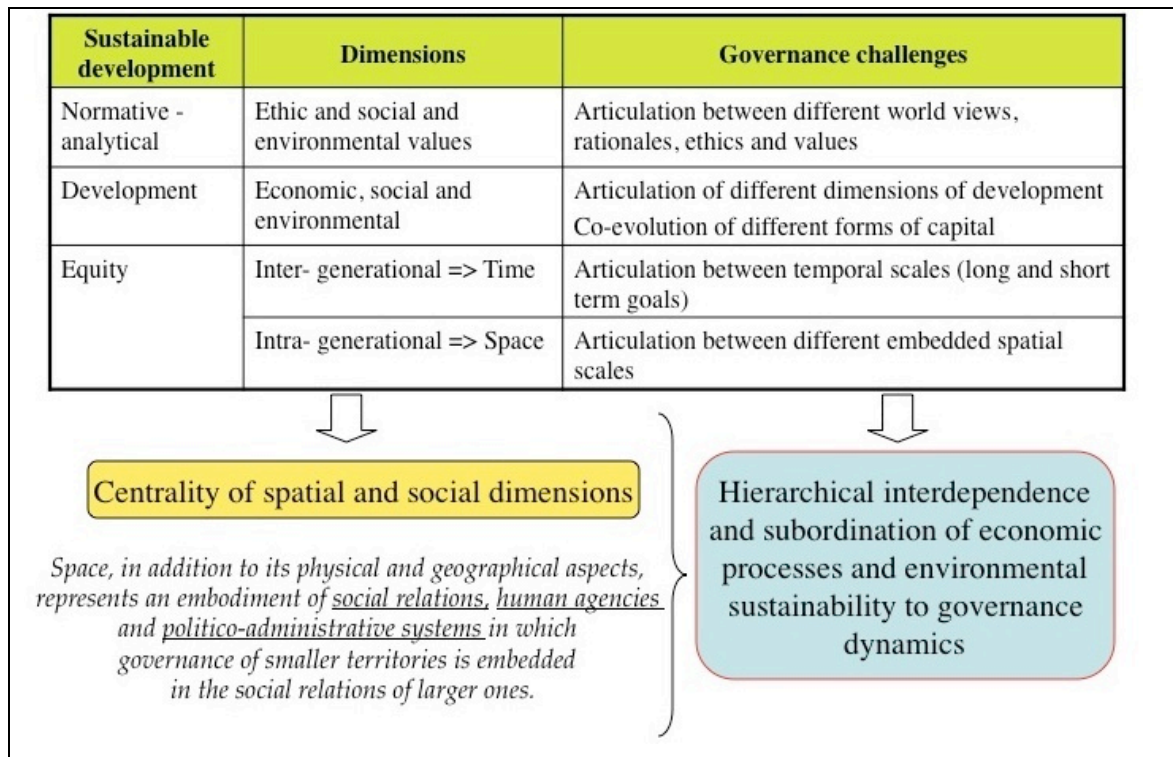 Sustainable
development
Dimensions
Governance challenges
Normative -
analytical
Ethic and social and
environmental values
Articulation between different world views,
rationales, ethics and values
Development
Economic, social and
environmental
Articulation of different dimensions of development
Co-evolution of different forms of capital
Equity
Inter- generational => Time
Articulation between temporal scales (long and short
term goals)
Intra- generational => Space
Articulation between different embedded spatial
scales
Centrality of spatial and social dimensions
Space, in addition to its physical and geographical aspects,
represents an embodiment of social relations, human agencies
and politico-administrative systems in which
governance of smaller territories is embedded
in the social relations of larger ones.
Hierarchical interdependence
and subordination of economic
processes and environmental
sustainability to governance
dynamics